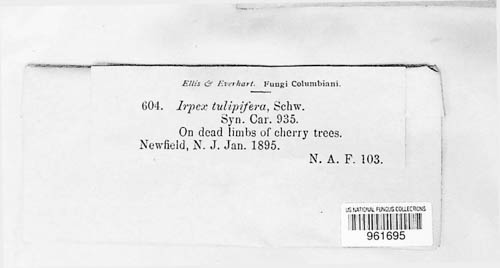 Ellis & Everhart. Fungi Columbiani.
604. Irpex tulipifera, Schw.
Syn. Car. 935.
On dead limbs of cherry trees.
Newfield, N. J. Jan. 1895.
N. A. F. 103.
US NATIONAL FUNGUS COLLECTIONS
961695